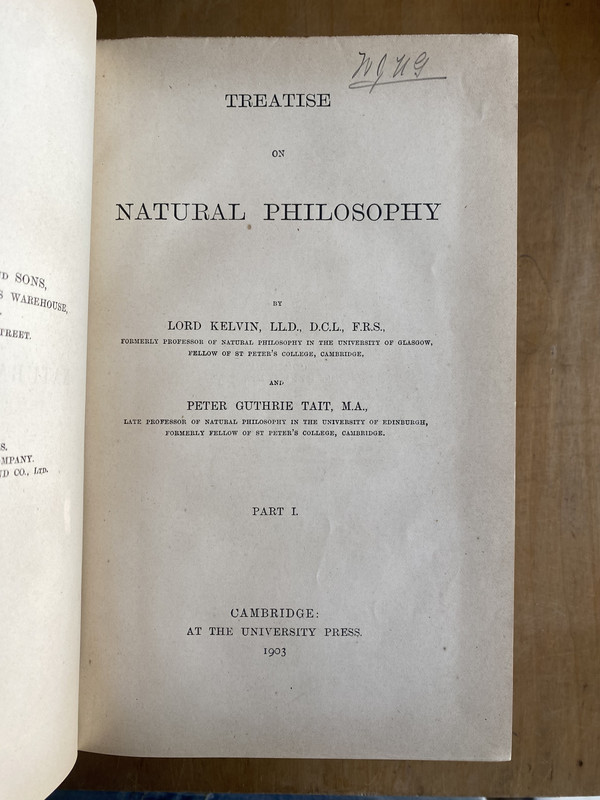 D SONS,
S WAREHOUSE,
TREET.
S.
MPANY.
D CO., LTD.
WJUG
TREATISE
ON
NATURAL PHILOSOPHY
BY
LORD KELVIN, LL.D., D.C.L., F.R.S.,
FORMERLY PROFESSOR OF NATURAL PHILOSOPHY IN THE UNIVERSITY OF GLASGOW,
FELLOW OF ST PETER'S COLLEGE, CAMBRIDGE,
AND
PETER GUTHRIE TAIT, M.A.,
LATE PROFESSOR OF NATURAL PHILOSOPHY IN THE UNIVERSITY OF EDINBURGH,
FORMERLY FELLOW OF ST PETER'S COLLEGE, CAMBRIDGE.
PART I.
CAMBRIDGE:
AT THE UNIVERSITY PRESS.
1903